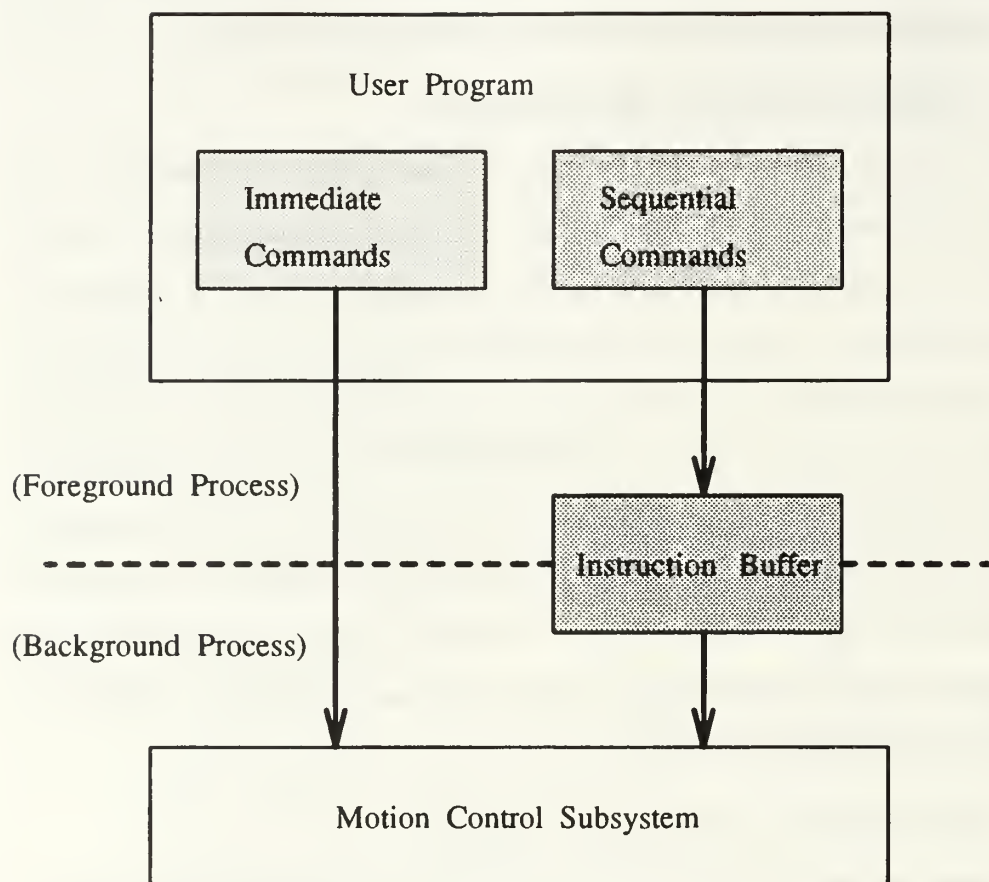 User Program
Immediate
Commands
Sequential
Commands
(Foreground Process)
Instruction Buffer
(Background Process)
Motion Control Subsystem